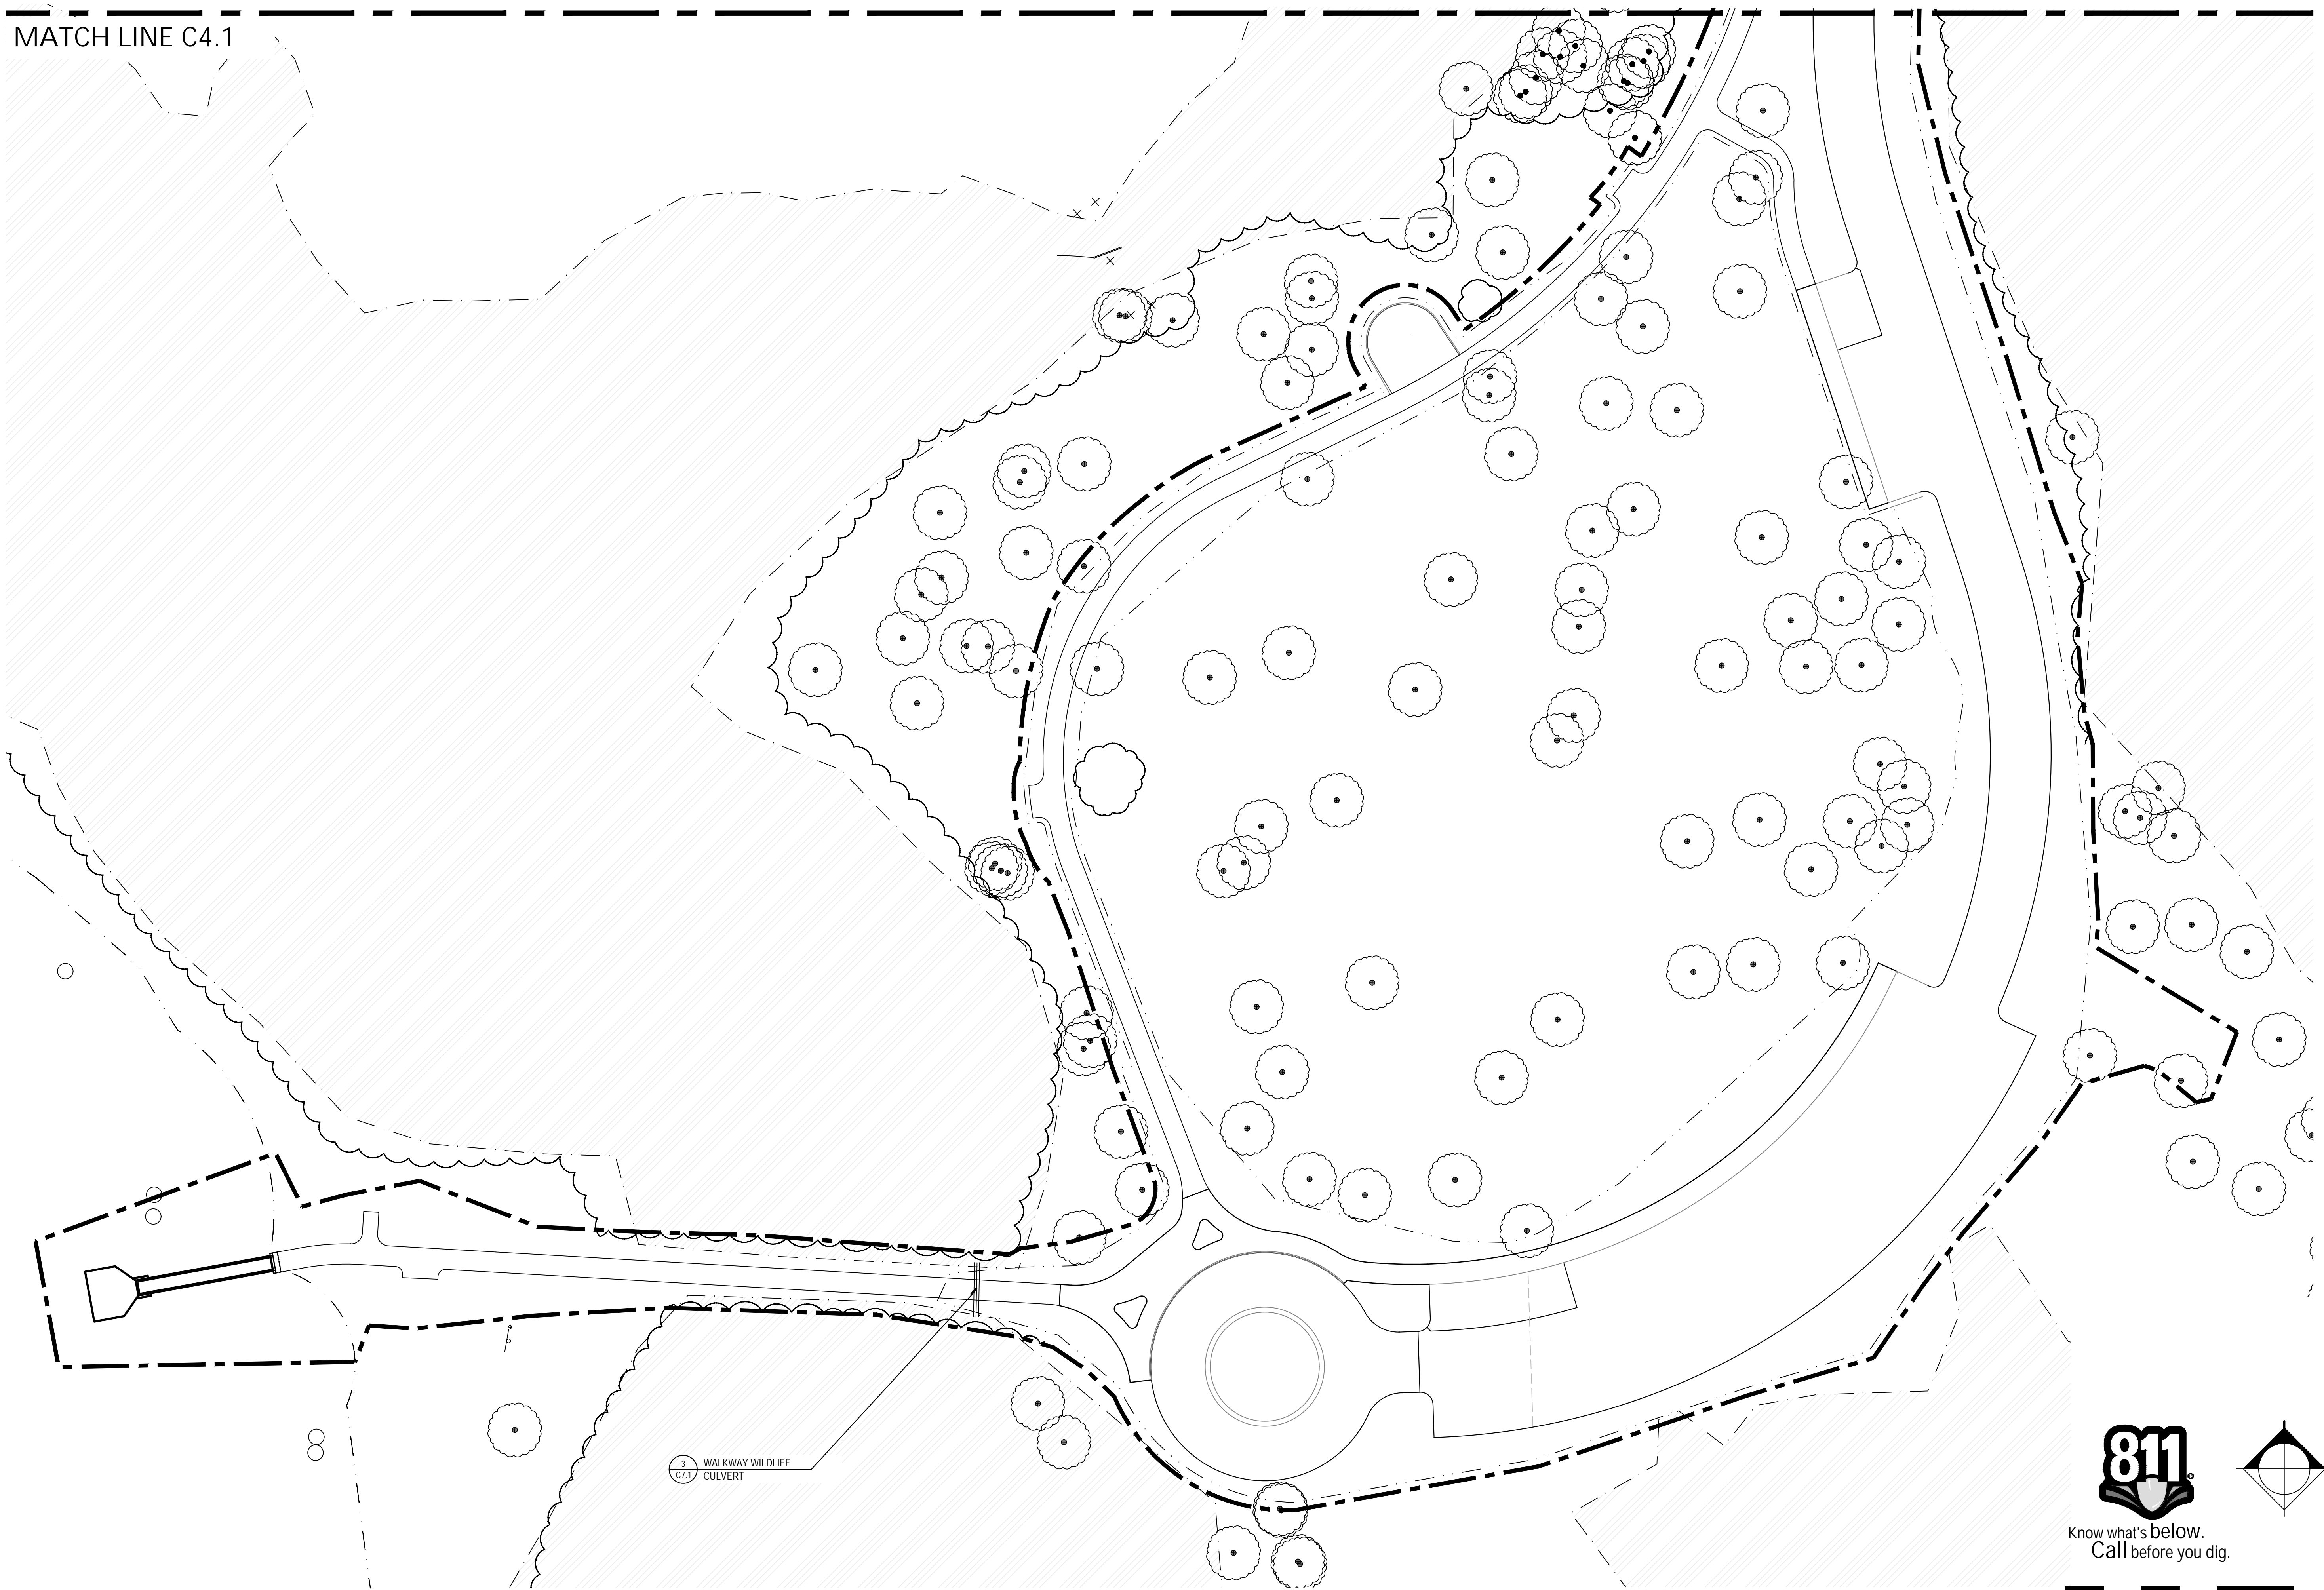 MATCH LINE C4.1
3
C7.1
WALKWAY WILDLIFE
CULVERT
811
®
Know what's below.
Call before you dig.